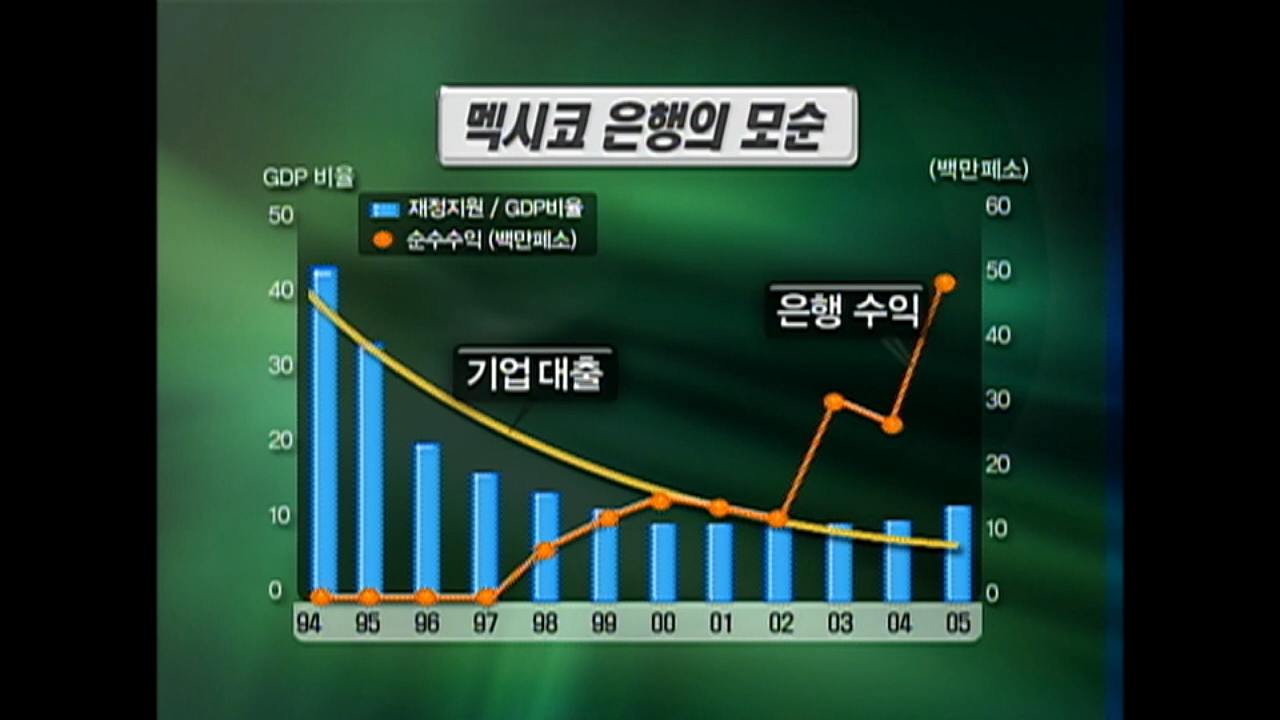 멕시코 은행의 모순
GDP 비율
(백만페소)
재정지원 / GDP비율
순수수익 (백만페소)
50
40
30
20
10
0
60
50
40
30
20
10
0
은행 수익
기업 대출
94 95 96 97 98 99 00 01 02 03 04 05